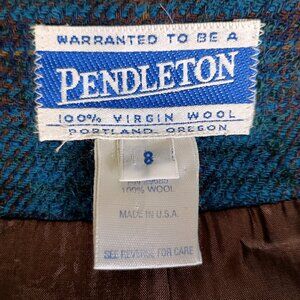 WARRANTED TO BE A
PENDLETON
100% VIRGIN WOOL
PORTLAND, OREGON
8
100% WOOL
MADE IN U.S.A.
SEE REVERSE FOR CARE